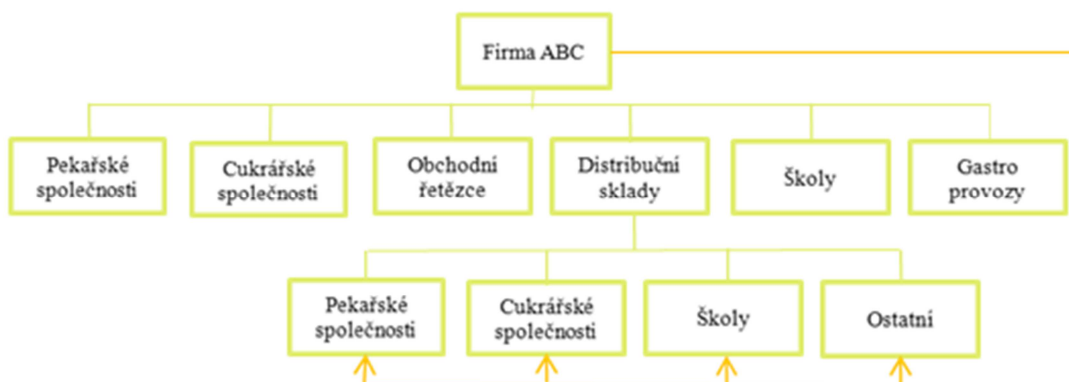 Firma ABC
Pekařské
společnosti
Cukrářské
společnosti
Obchodní
řetězce
Distribuční
sklady
Školy
Gastro
provozy
Pekařské
společnosti
Cukrářské
společnosti
Školy
Ostatní